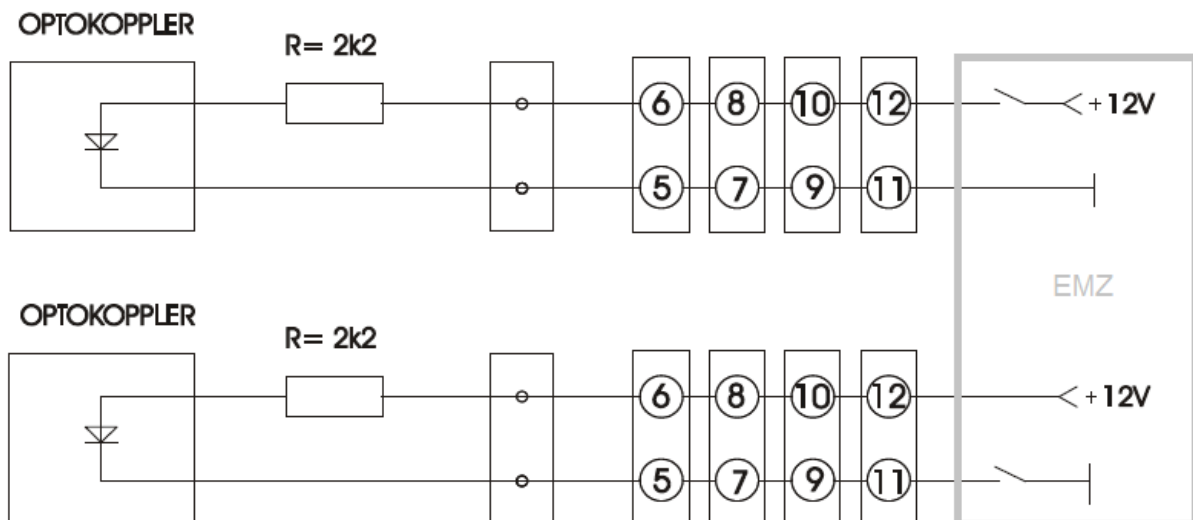 OPTOKOPPLER
R= 2k2
6 8 10 12 +12V
5 7 9 11
EMZ
OPTOKOPPLER
R= 2k2
6 8 10 12 +12V
5 7 9 11